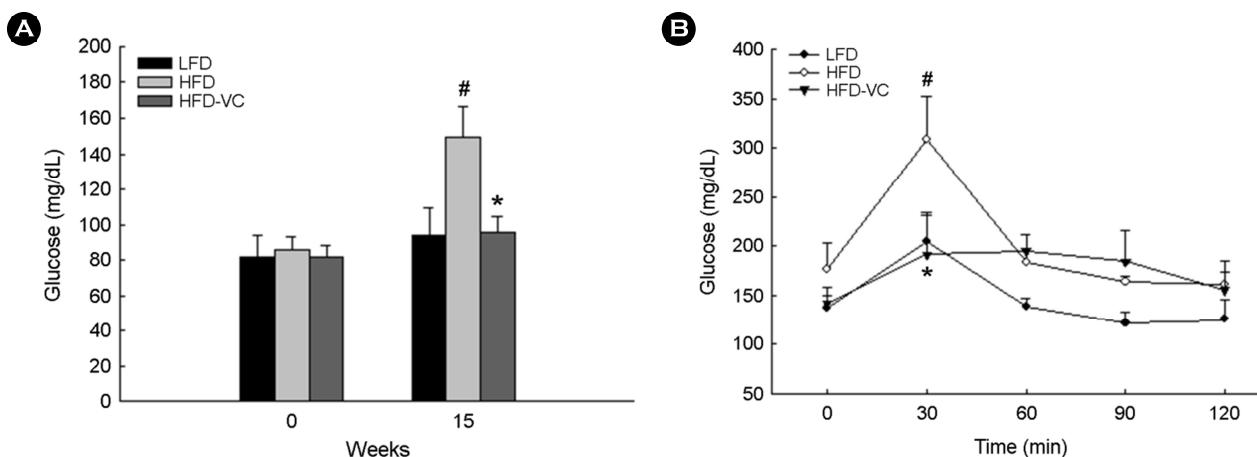 A
200
180
160
140
120
100
80
60
40
20
0
Glucose (mg/dL)
LFD
HFD
HFD-VC
#
*
0
15
Weeks
B
400
350
300
250
200
150
100
50
Glucose (mg/dL)
LFD
HFD
HFD-VC
#
*
0 30 60 90 120
Time (min)